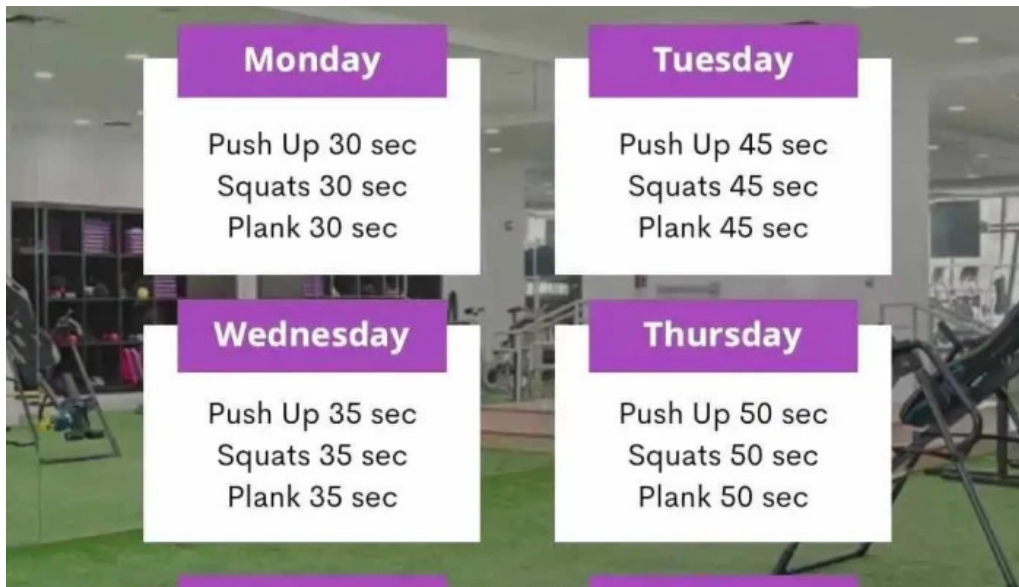 Monday
Push Up 30 sec
Squats 30 sec
Plank 30 sec
Tuesday
Push Up 45 sec
Squats 45 sec
Plank 45 sec
Wednesday
Push Up 35 sec
Squats 35 sec
Plank 35 sec
Thursday
Push Up 50 sec
Squats 50 sec
Plank 50 sec